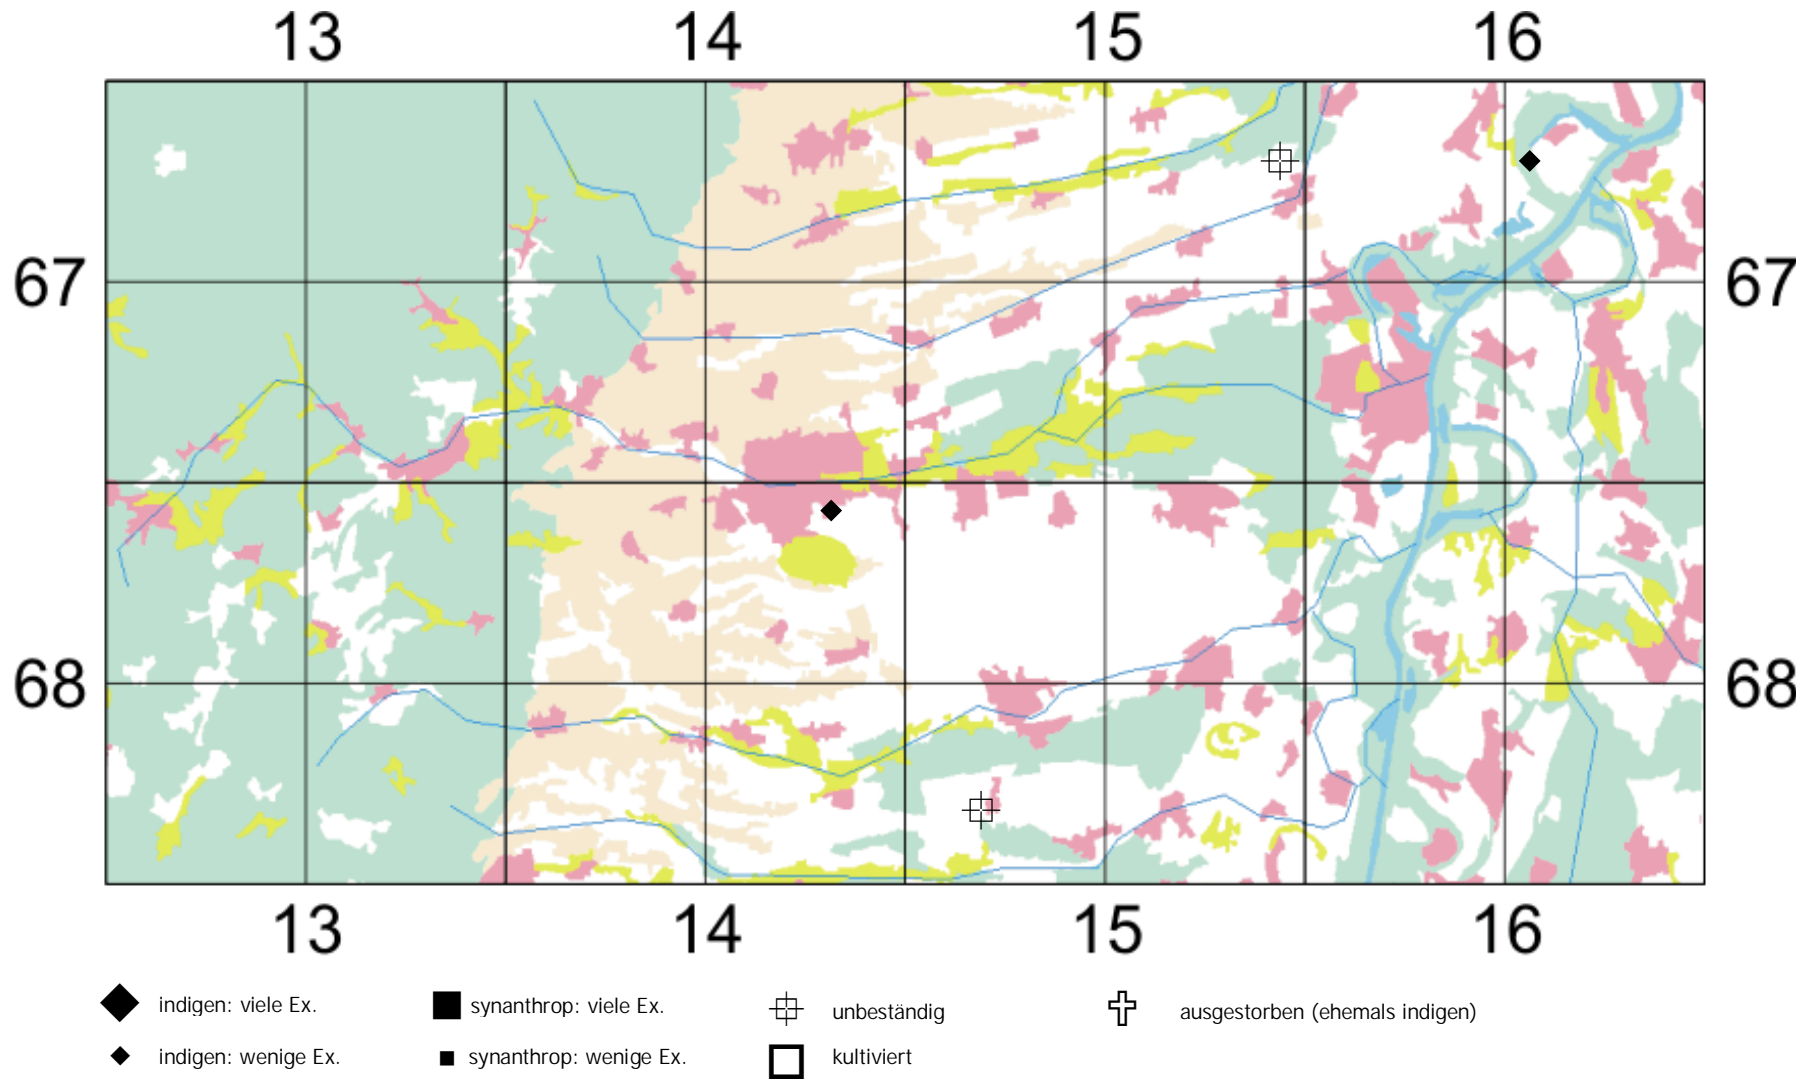 13 14 15 16
67 67
68 68
13 14 15 16
indigen: viele Ex. synanthrop: viele Ex. unbeständig ausgestorben (ehemals indigen)
indigen: wenige Ex. synanthrop: wenige Ex. kultiviert